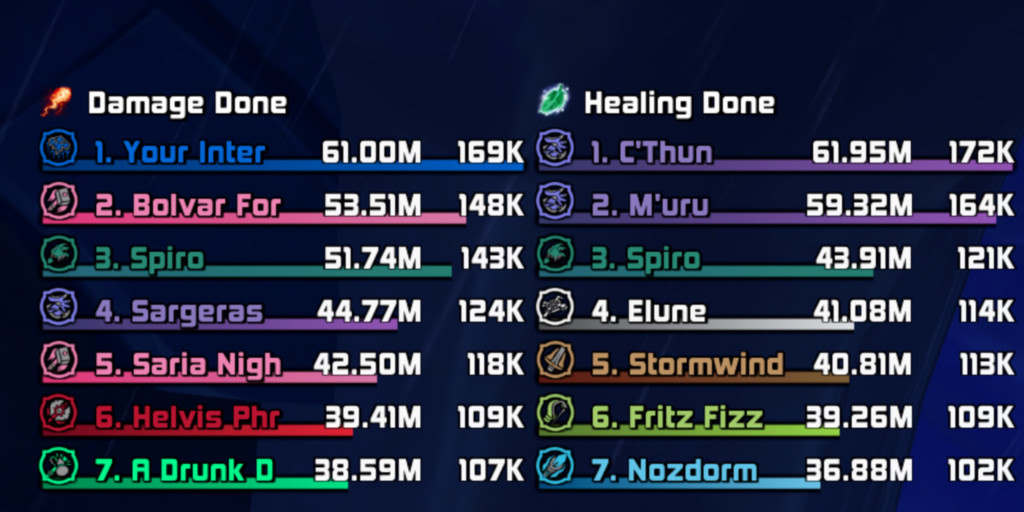 Damage Done
1. Your Inter 61.00M 169K
2. Bolvar For 53.51M 148K
3. Spiro 51.74M 143K
4. Sargeras 44.77M 124K
5. Saria Nigh 42.50M 118K
6. Helvis Phr 39.41M 109K
7. A Drunk D 38.59M 107K
Healing Done
1. C'Thun 61.95M 172K
2. M'uru 59.32M 164K
3. Spiro 43.91M 121K
4. Elune 41.08M 114K
5. Stormwind 40.81M 113K
6. Fritz Fizz 39.26M 109K
7. Nozdorm 36.88M 102K